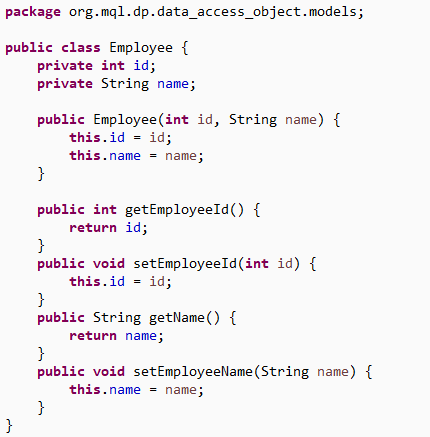 package org.mql.dp.data_access_object.models;

public class Employee {
    private int id;
    private String name;

    public Employee(int id, String name) {
        this.id = id;
        this.name = name;
    }

    public int getEmployeeId() {
        return id;
    }
    public void setEmployeeId(int id) {
        this.id = id;
    }
    public String getName() {
        return name;
    }
    public void setEmployeeName(String name) {
        this.name = name;
    }
}